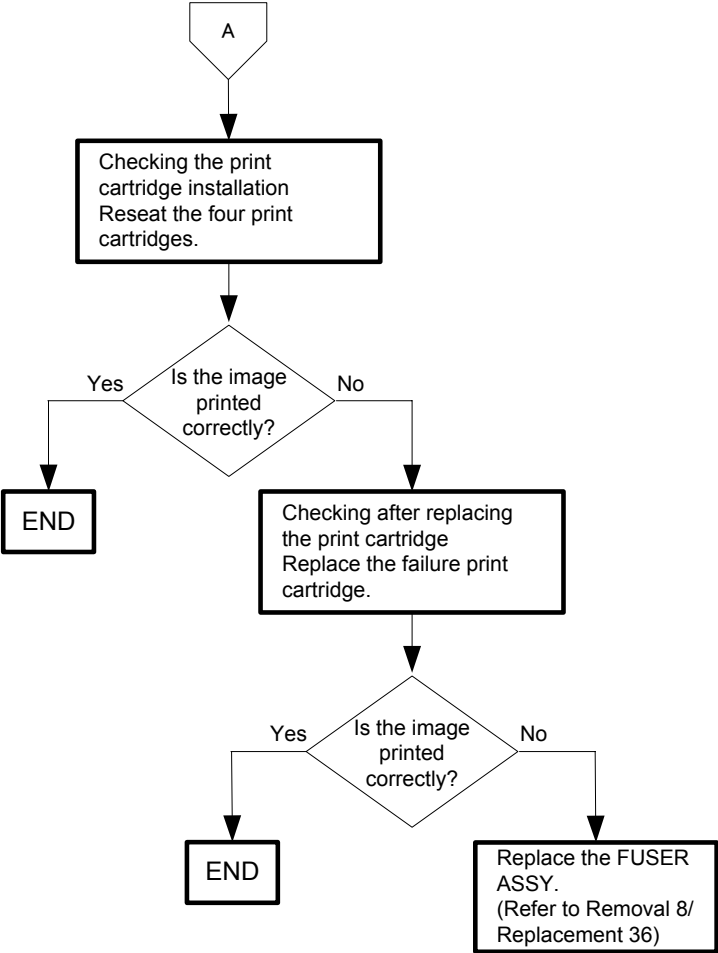 A
Checking the print
cartridge installation
Reseat the four print
cartridges.
Is the image
printed
correctly?
Yes
No
END
Checking after replacing
the print cartridge
Replace the failure print
cartridge.
Is the image
printed
correctly?
Yes
No
END
Replace the FUSER
ASSY.
(Refer to Removal 8/
Replacement 36)